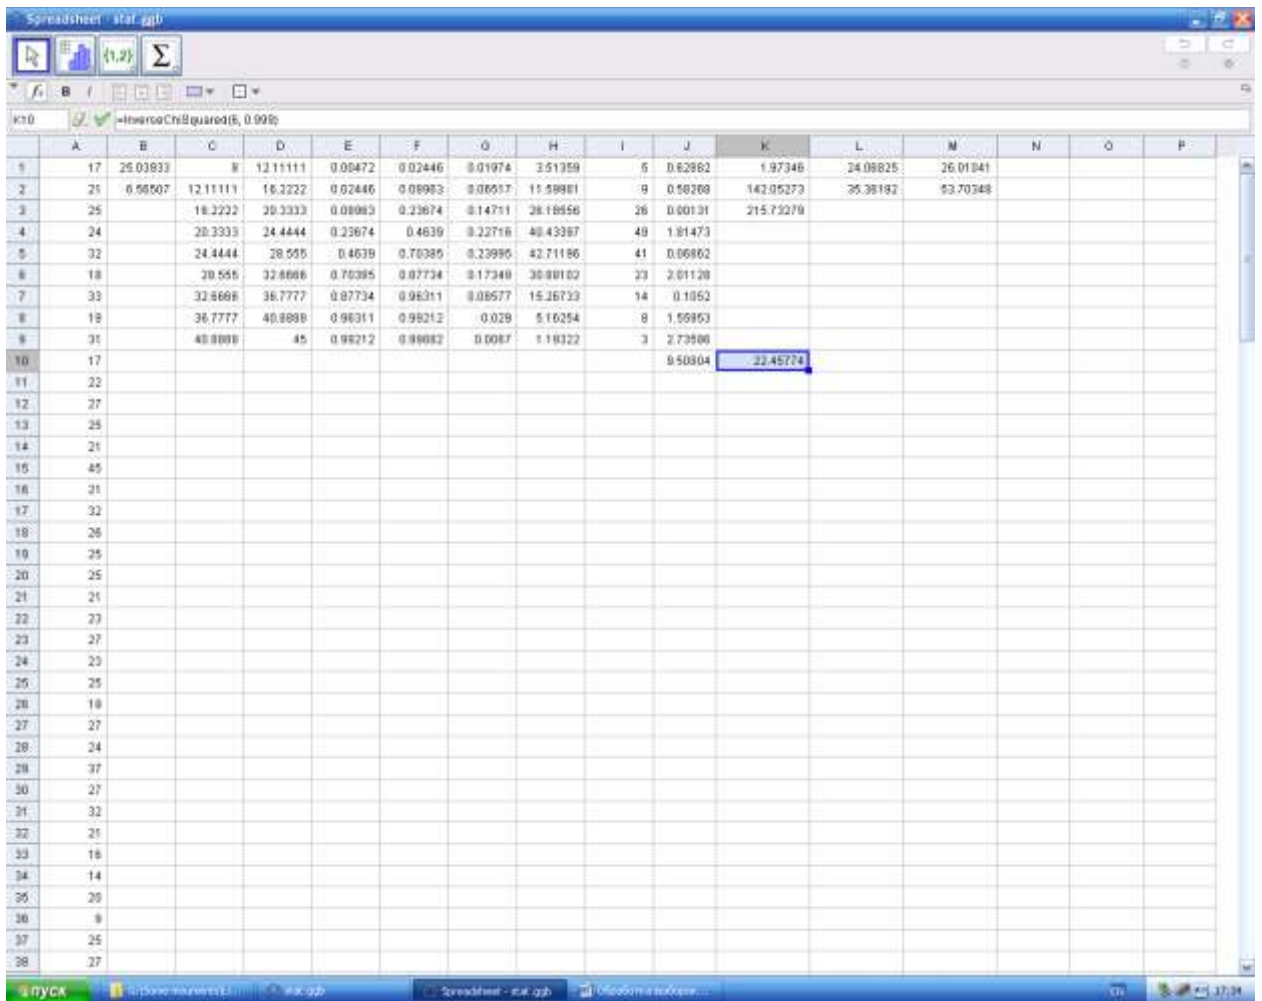 Spreadsheet - stat.ggb
{1,2} Σ
B I
K10 =InverseChiSquared(6, 0.999)
A B C D E F G H I J K L M N O P
1 17 25.03933 8 12.11111 0.00472 0.02446 0.01974 3.51359 5 0.62982 1.97346 24.06825 26.01041
2 21 6.56507 12.11111 16.2222 0.02446 0.08963 0.06517 11.59981 9 0.58268 142.05273 35.38192 53.70348
3 25 16.2222 20.3333 0.08963 0.23674 0.14711 26.18556 26 0.00131 215.73279
4 24 20.3333 24.4444 0.23674 0.4639 0.22716 40.43397 49 1.81473
5 32 24.4444 28.555 0.4639 0.70385 0.23995 42.71196 41 0.06862
6 18 28.555 32.6666 0.70385 0.87734 0.17349 30.88102 23 2.01128
7 33 32.6666 36.7777 0.87734 0.96311 0.08577 15.26733 14 0.1052
8 19 36.7777 40.8888 0.96311 0.99212 0.029 5.16254 8 1.55953
9 31 40.8888 45 0.99212 0.99882 0.0067 1.19322 3 2.73586
10 17 9.50804 22.45774
11 22
12 27
13 25
14 21
15 45
16 21
17 32
18 26
19 25
20 25
21 21
22 23
23 27
24 23
25 25
26 18
27 27
28 24
29 37
30 27
31 32
32 21
33 16
34 14
35 20
36 8
37 25
38 27
пуск stat.ggb Spreadsheet - stat.ggb 17:34